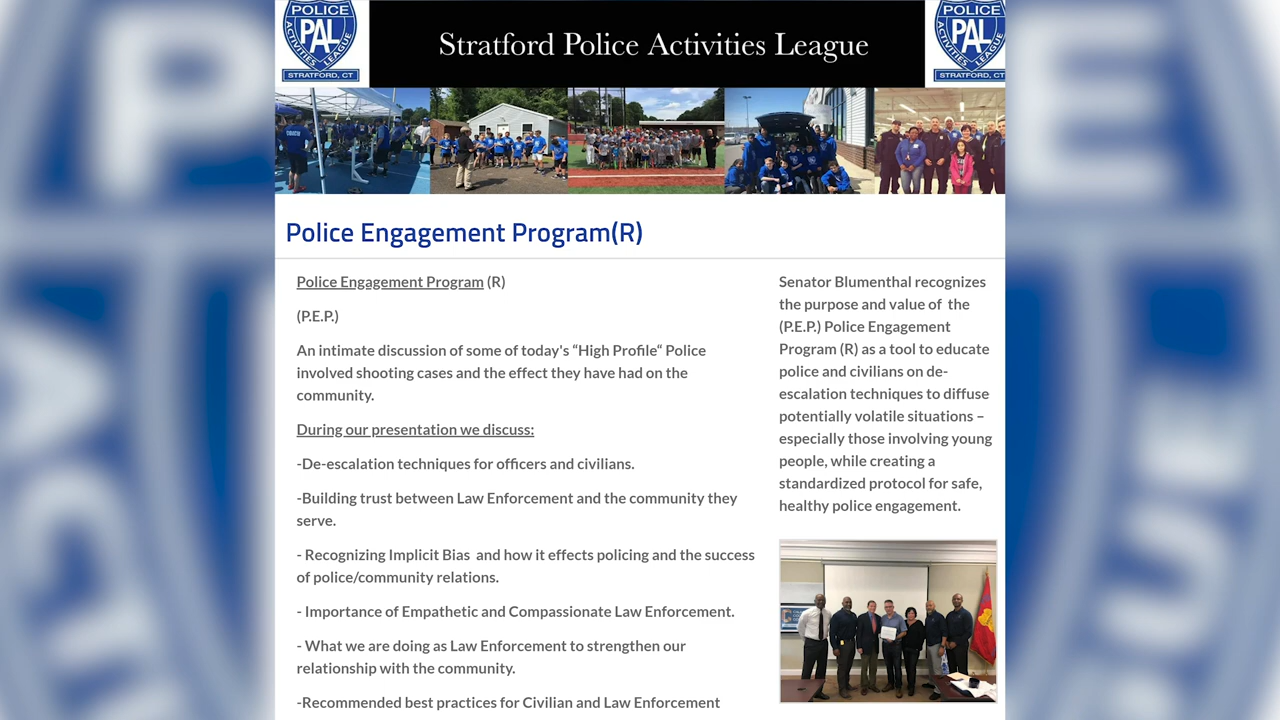 POLICE
PAL
ACTIVITIES LEAGUE
STRATFORD, CT
Stratford Police Activities League
POLICE
PAL
ACTIVITIES LEAGUE
STRATFORD, CT
Police Engagement Program(R)
Police Engagement Program (R)
(P.E.P.)
An intimate discussion of some of today's “High Profile“ Police
involved shooting cases and the effect they have had on the
community.
During our presentation we discuss:
-De-escalation techniques for officers and civilians.
-Building trust between Law Enforcement and the community they
serve.
- Recognizing Implicit Bias  and how it effects policing and the success
of police/community relations.
- Importance of Empathetic and Compassionate Law Enforcement.
- What we are doing as Law Enforcement to strengthen our
relationship with the community.
-Recommended best practices for Civilian and Law Enforcement
Senator Blumenthal recognizes
the purpose and value of  the
(P.E.P.) Police Engagement
Program (R) as a tool to educate
police and civilians on de-
escalation techniques to diffuse
potentially volatile situations –
especially those involving young
people, while creating a
standardized protocol for safe,
healthy police engagement.